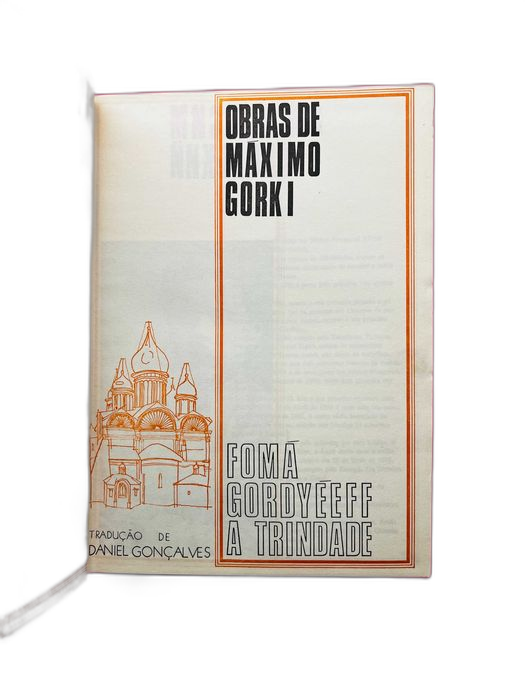 OBRAS DE
MÁXIMO
GORKI
FOMÁ
GORDYÉEFF
A TRINDADE
TRADUÇÃO DE
DANIEL GONÇALVES